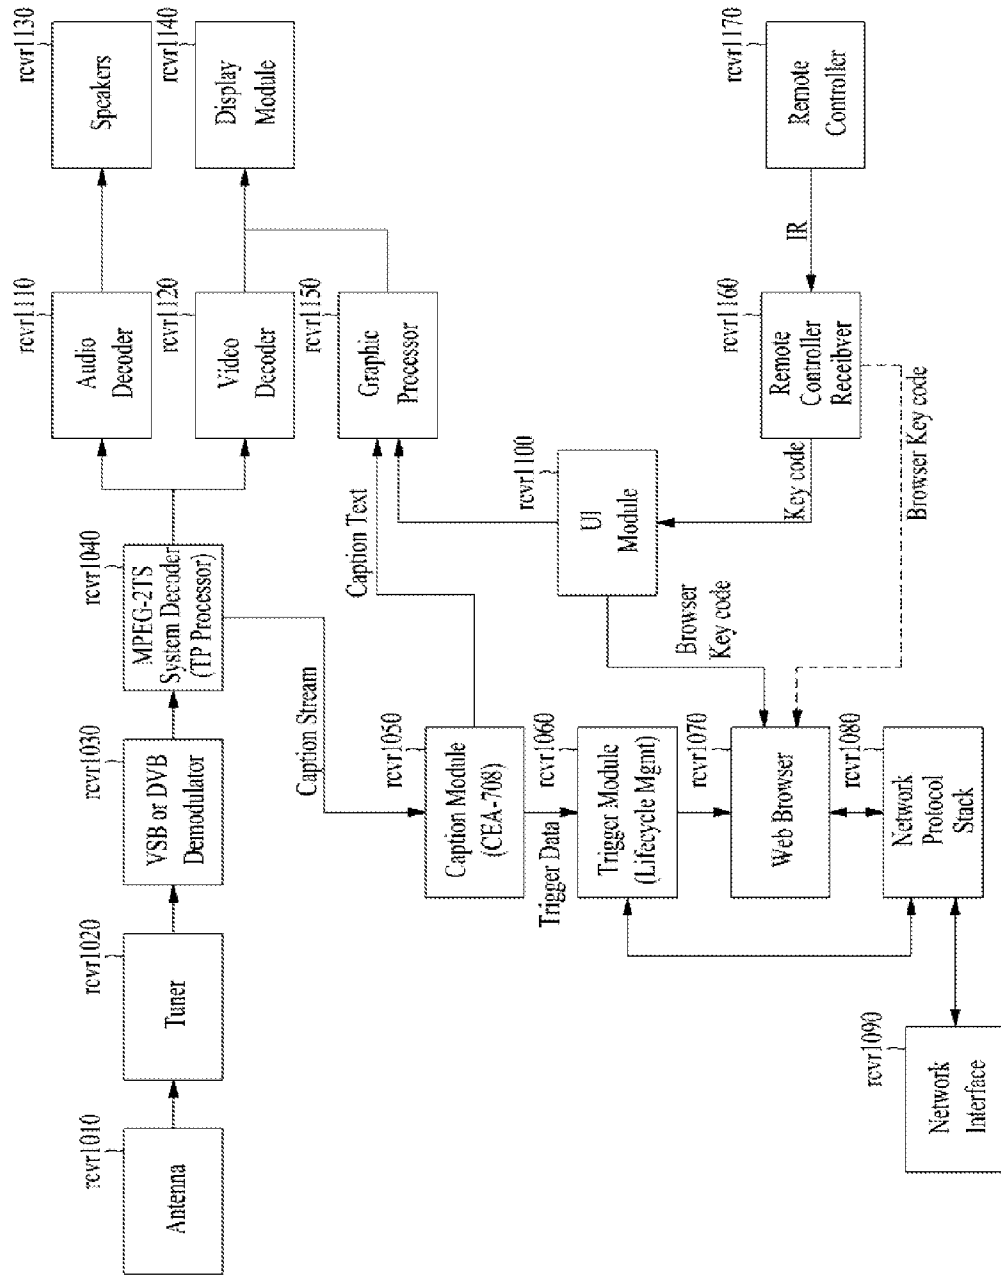 rcvr1010
Antenna
rcvr1020
Tuner
rcvr1030
VSB or DVB
Demodulator
rcvr1040
MPEG-2TS
System Decoder
(TP Processor)
rcvr1110
Audio
Decoder
rcvr1130
Speakers
rcvr1120
Video
Decoder
rcvr1140
Display
Module
rcvr1150
Graphic
Processor
Caption Stream
Caption Text
rcvr1050
Caption Module
(CEA-708)
Trigger Data
rcvr1060
Trigger Module
(Lifecycle Mgmt)
rcvr1100
UI
Module
Browser
Key code
rcvr1070
Web Browser
rcvr1160
Remote
Controller
Receibver
Key code
Browser Key code
IR
rcvr1170
Remote
Controller
rcvr1080
Network
Protocol
Stack
rcvr1090
Network
Interface